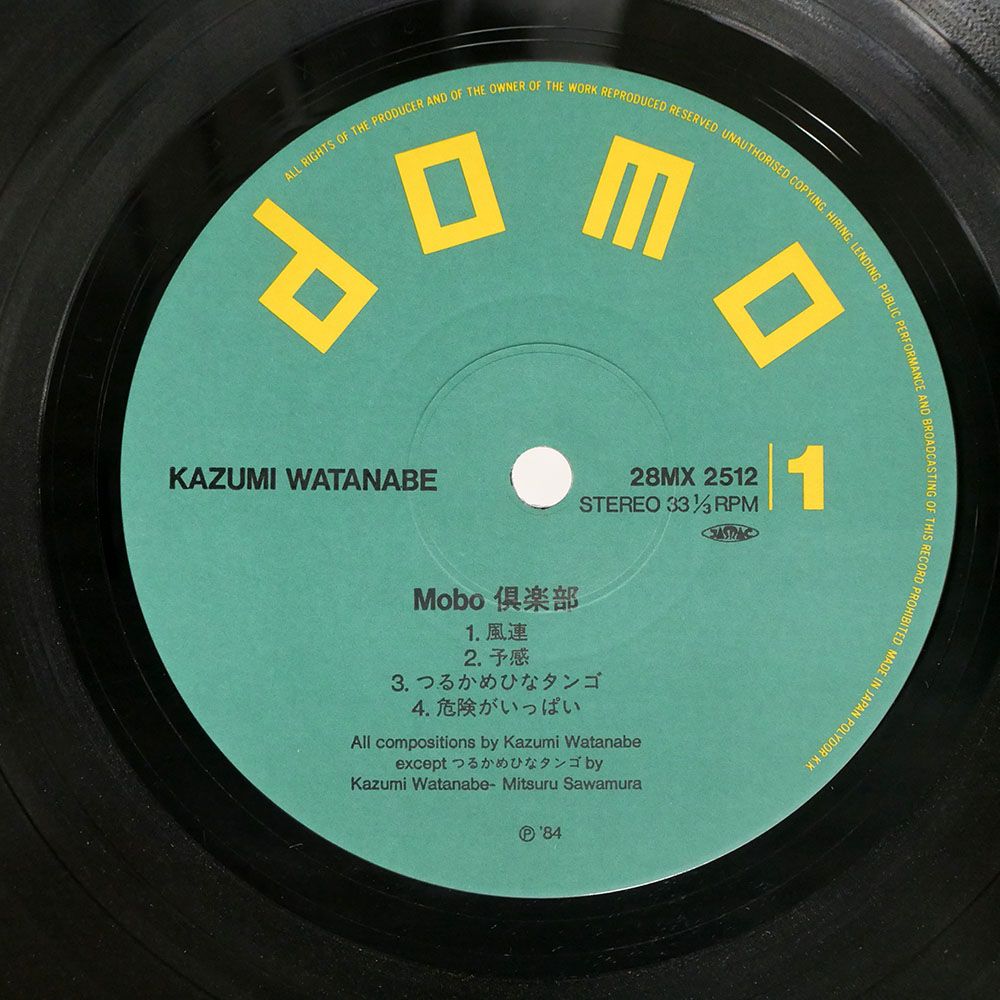 ALL RIGHTS OF THE PRODUCER AND OF THE OWNER OF THE WORK REPRODUCED RESERVED. UNAUTHORISED COPYING, HIRING, LENDING, PUBLIC PERFORMANCE AND BROADCASTING OF THIS RECORD PROHIBITED MADE IN JAPAN POLYDOR K.K
domo
KAZUMI WATANABE
28MX 2512
STEREO 33 1/3 RPM
1
JASRAC
Mobo 倶楽部
1. 風連
2. 予感
3. つるかめひなタンゴ
4. 危険がいっぱい
All compositions by Kazumi Watanabe
except つるかめひなタンゴ by
Kazumi Watanabe- Mitsuru Sawamura
Ⓟ '84